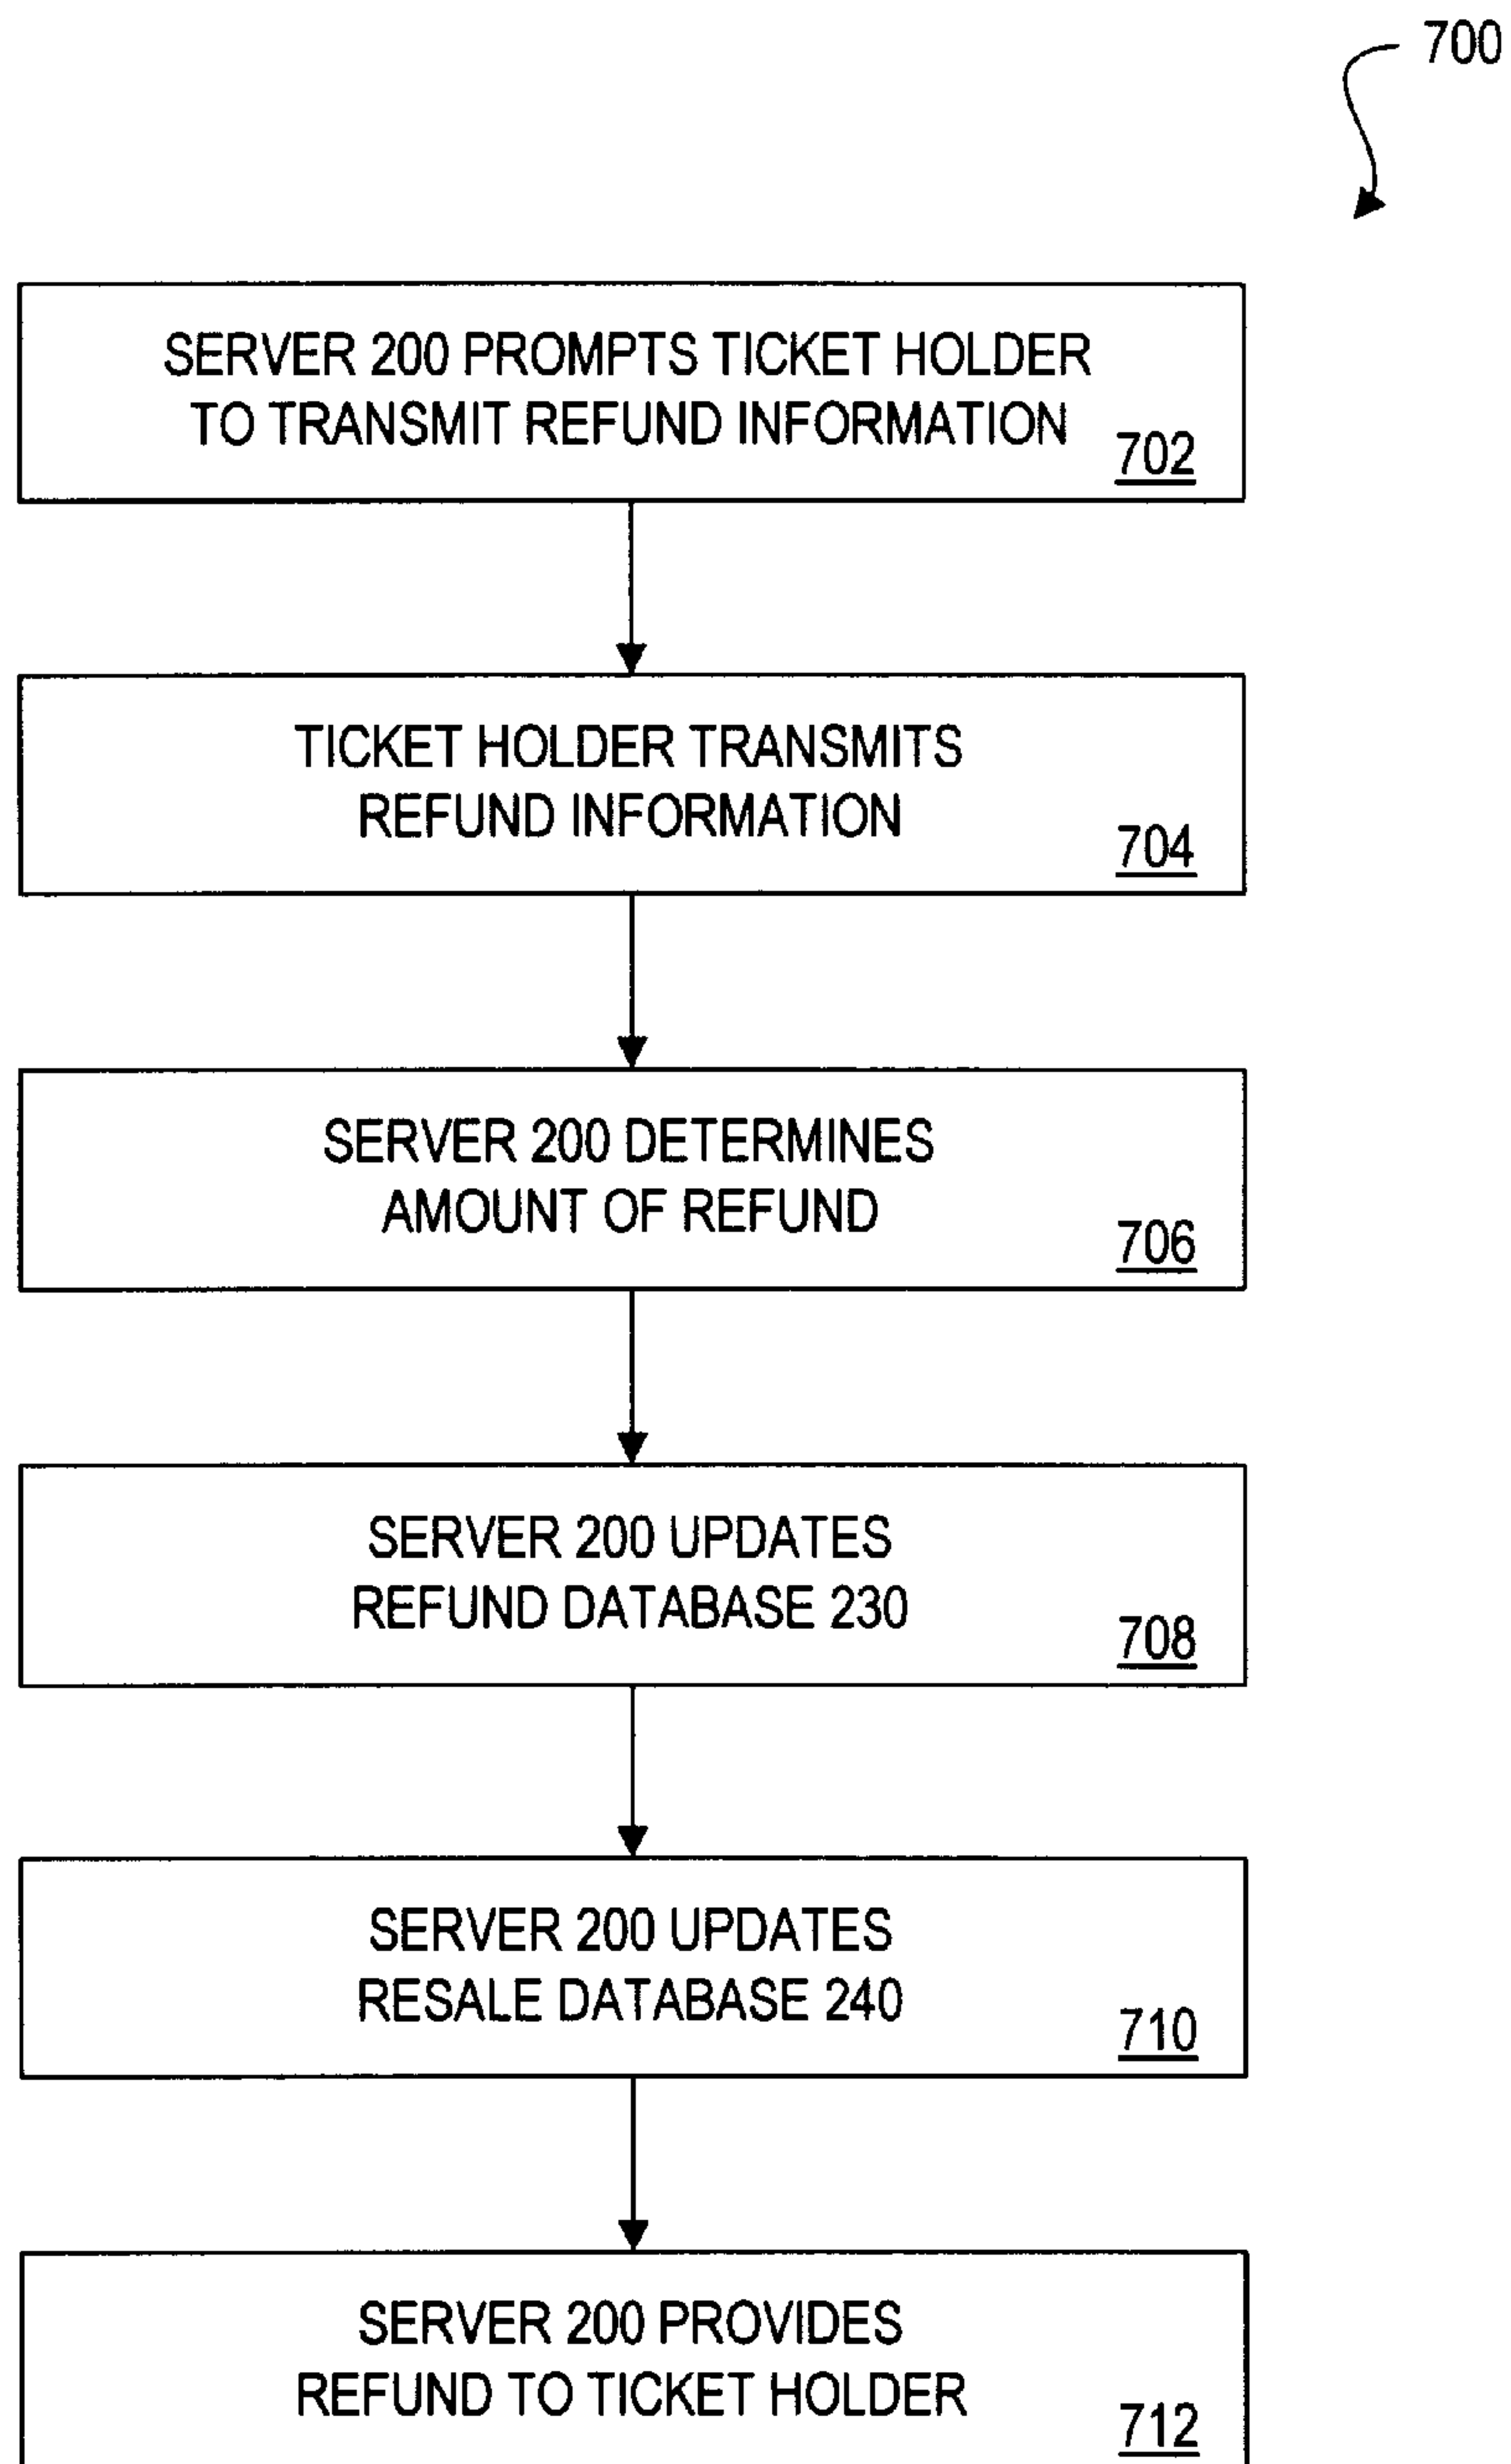 700
SERVER 200 PROMPTS TICKET HOLDER
TO TRANSMIT REFUND INFORMATION
702
TICKET HOLDER TRANSMITS
REFUND INFORMATION
704
SERVER 200 DETERMINES
AMOUNT OF REFUND
706
SERVER 200 UPDATES
REFUND DATABASE 230
708
SERVER 200 UPDATES
RESALE DATABASE 240
710
SERVER 200 PROVIDES
REFUND TO TICKET HOLDER
712